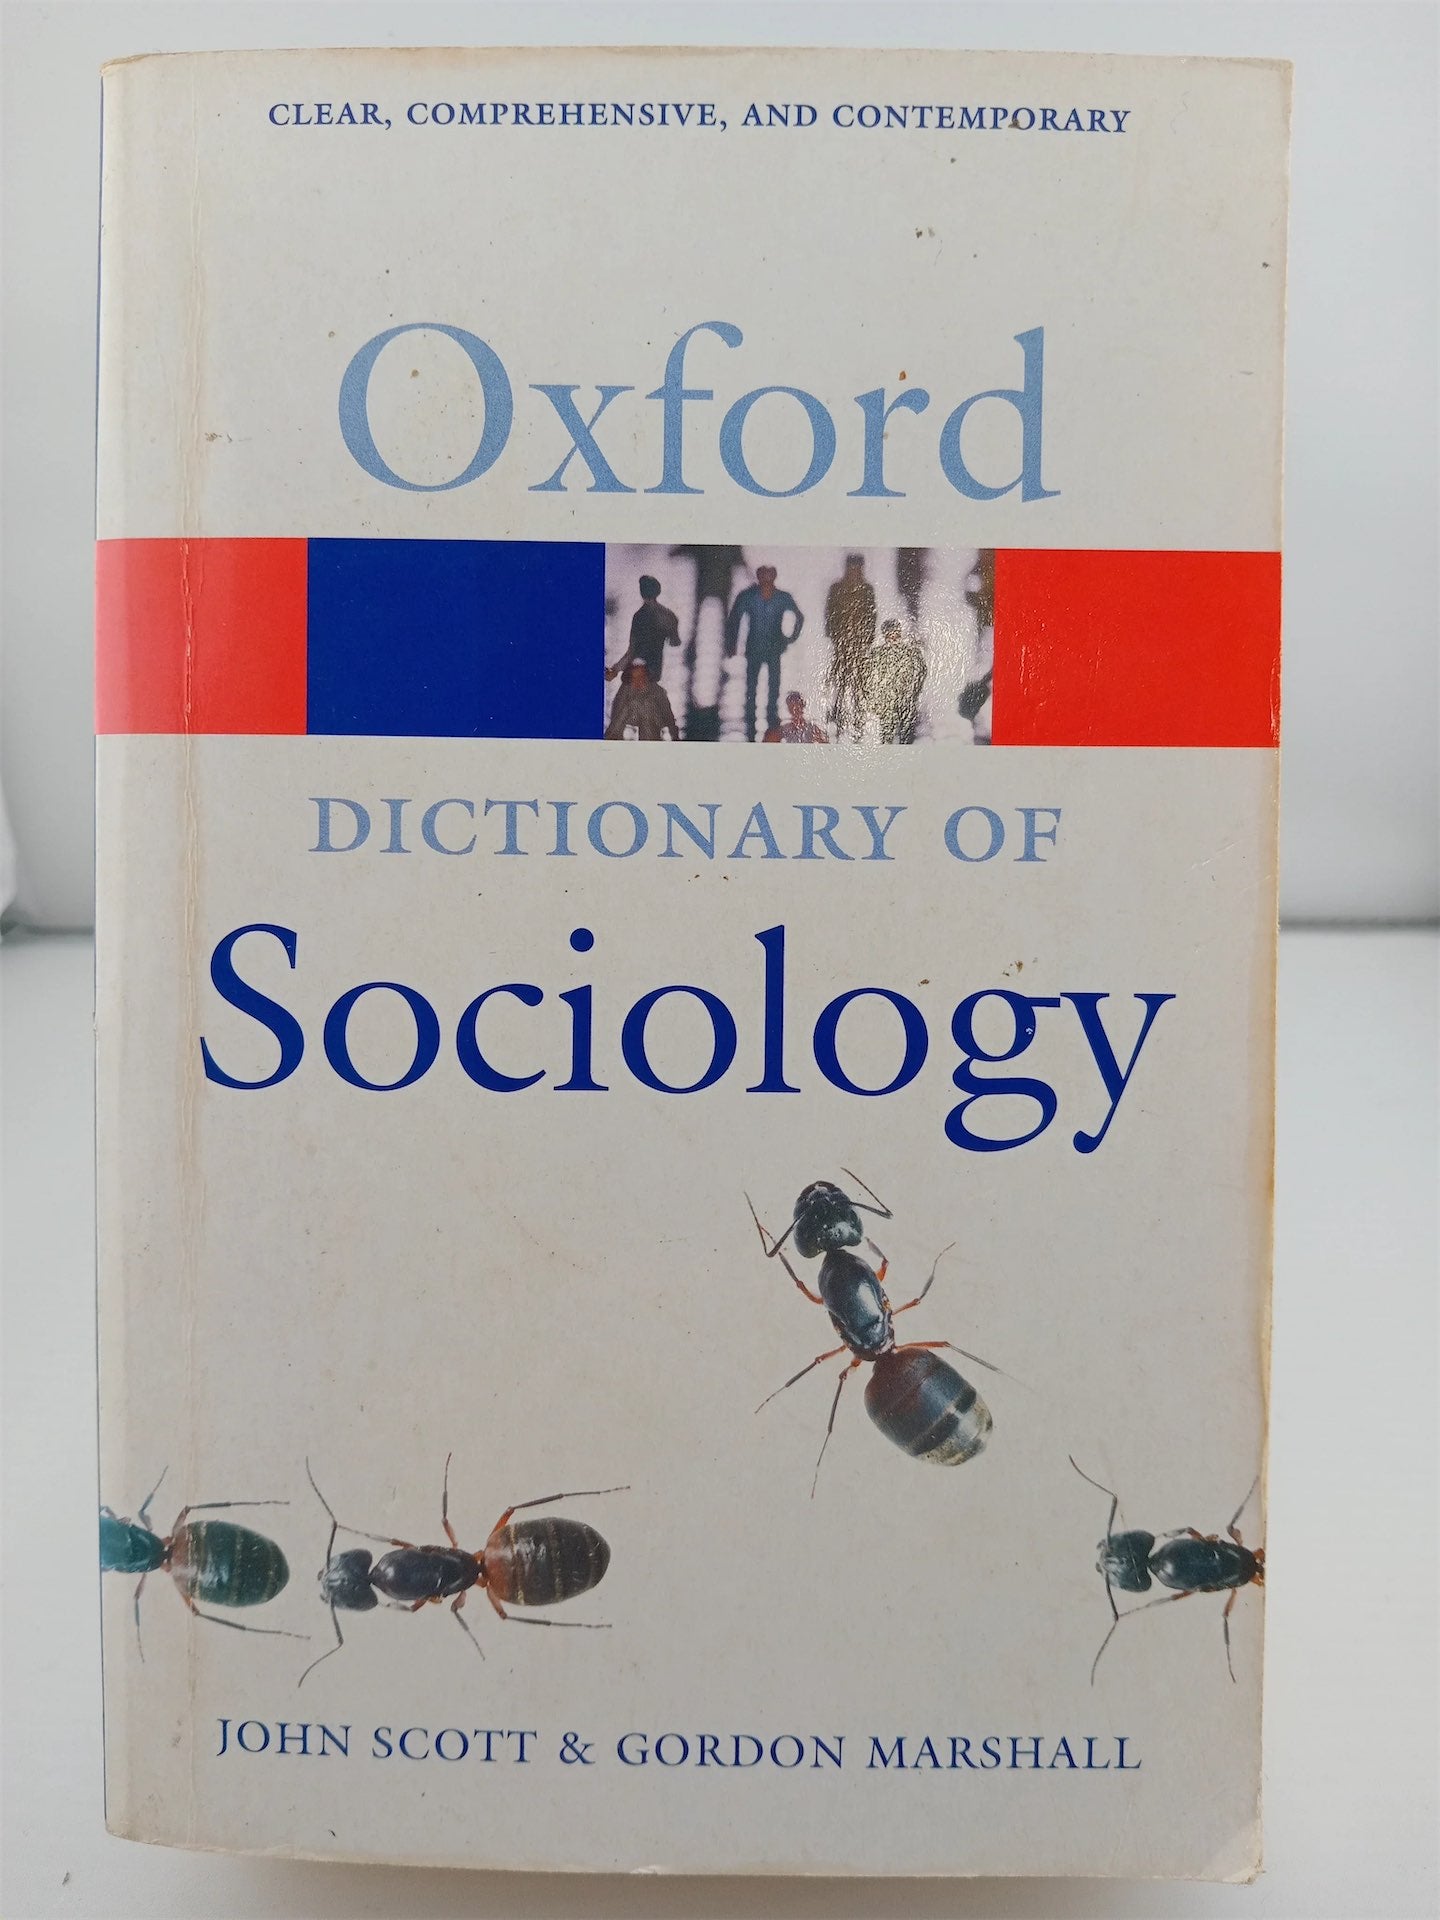 CLEAR, COMPREHENSIVE, AND CONTEMPORARY
Oxford
DICTIONARY OF
Sociology
JOHN SCOTT & GORDON MARSHALL